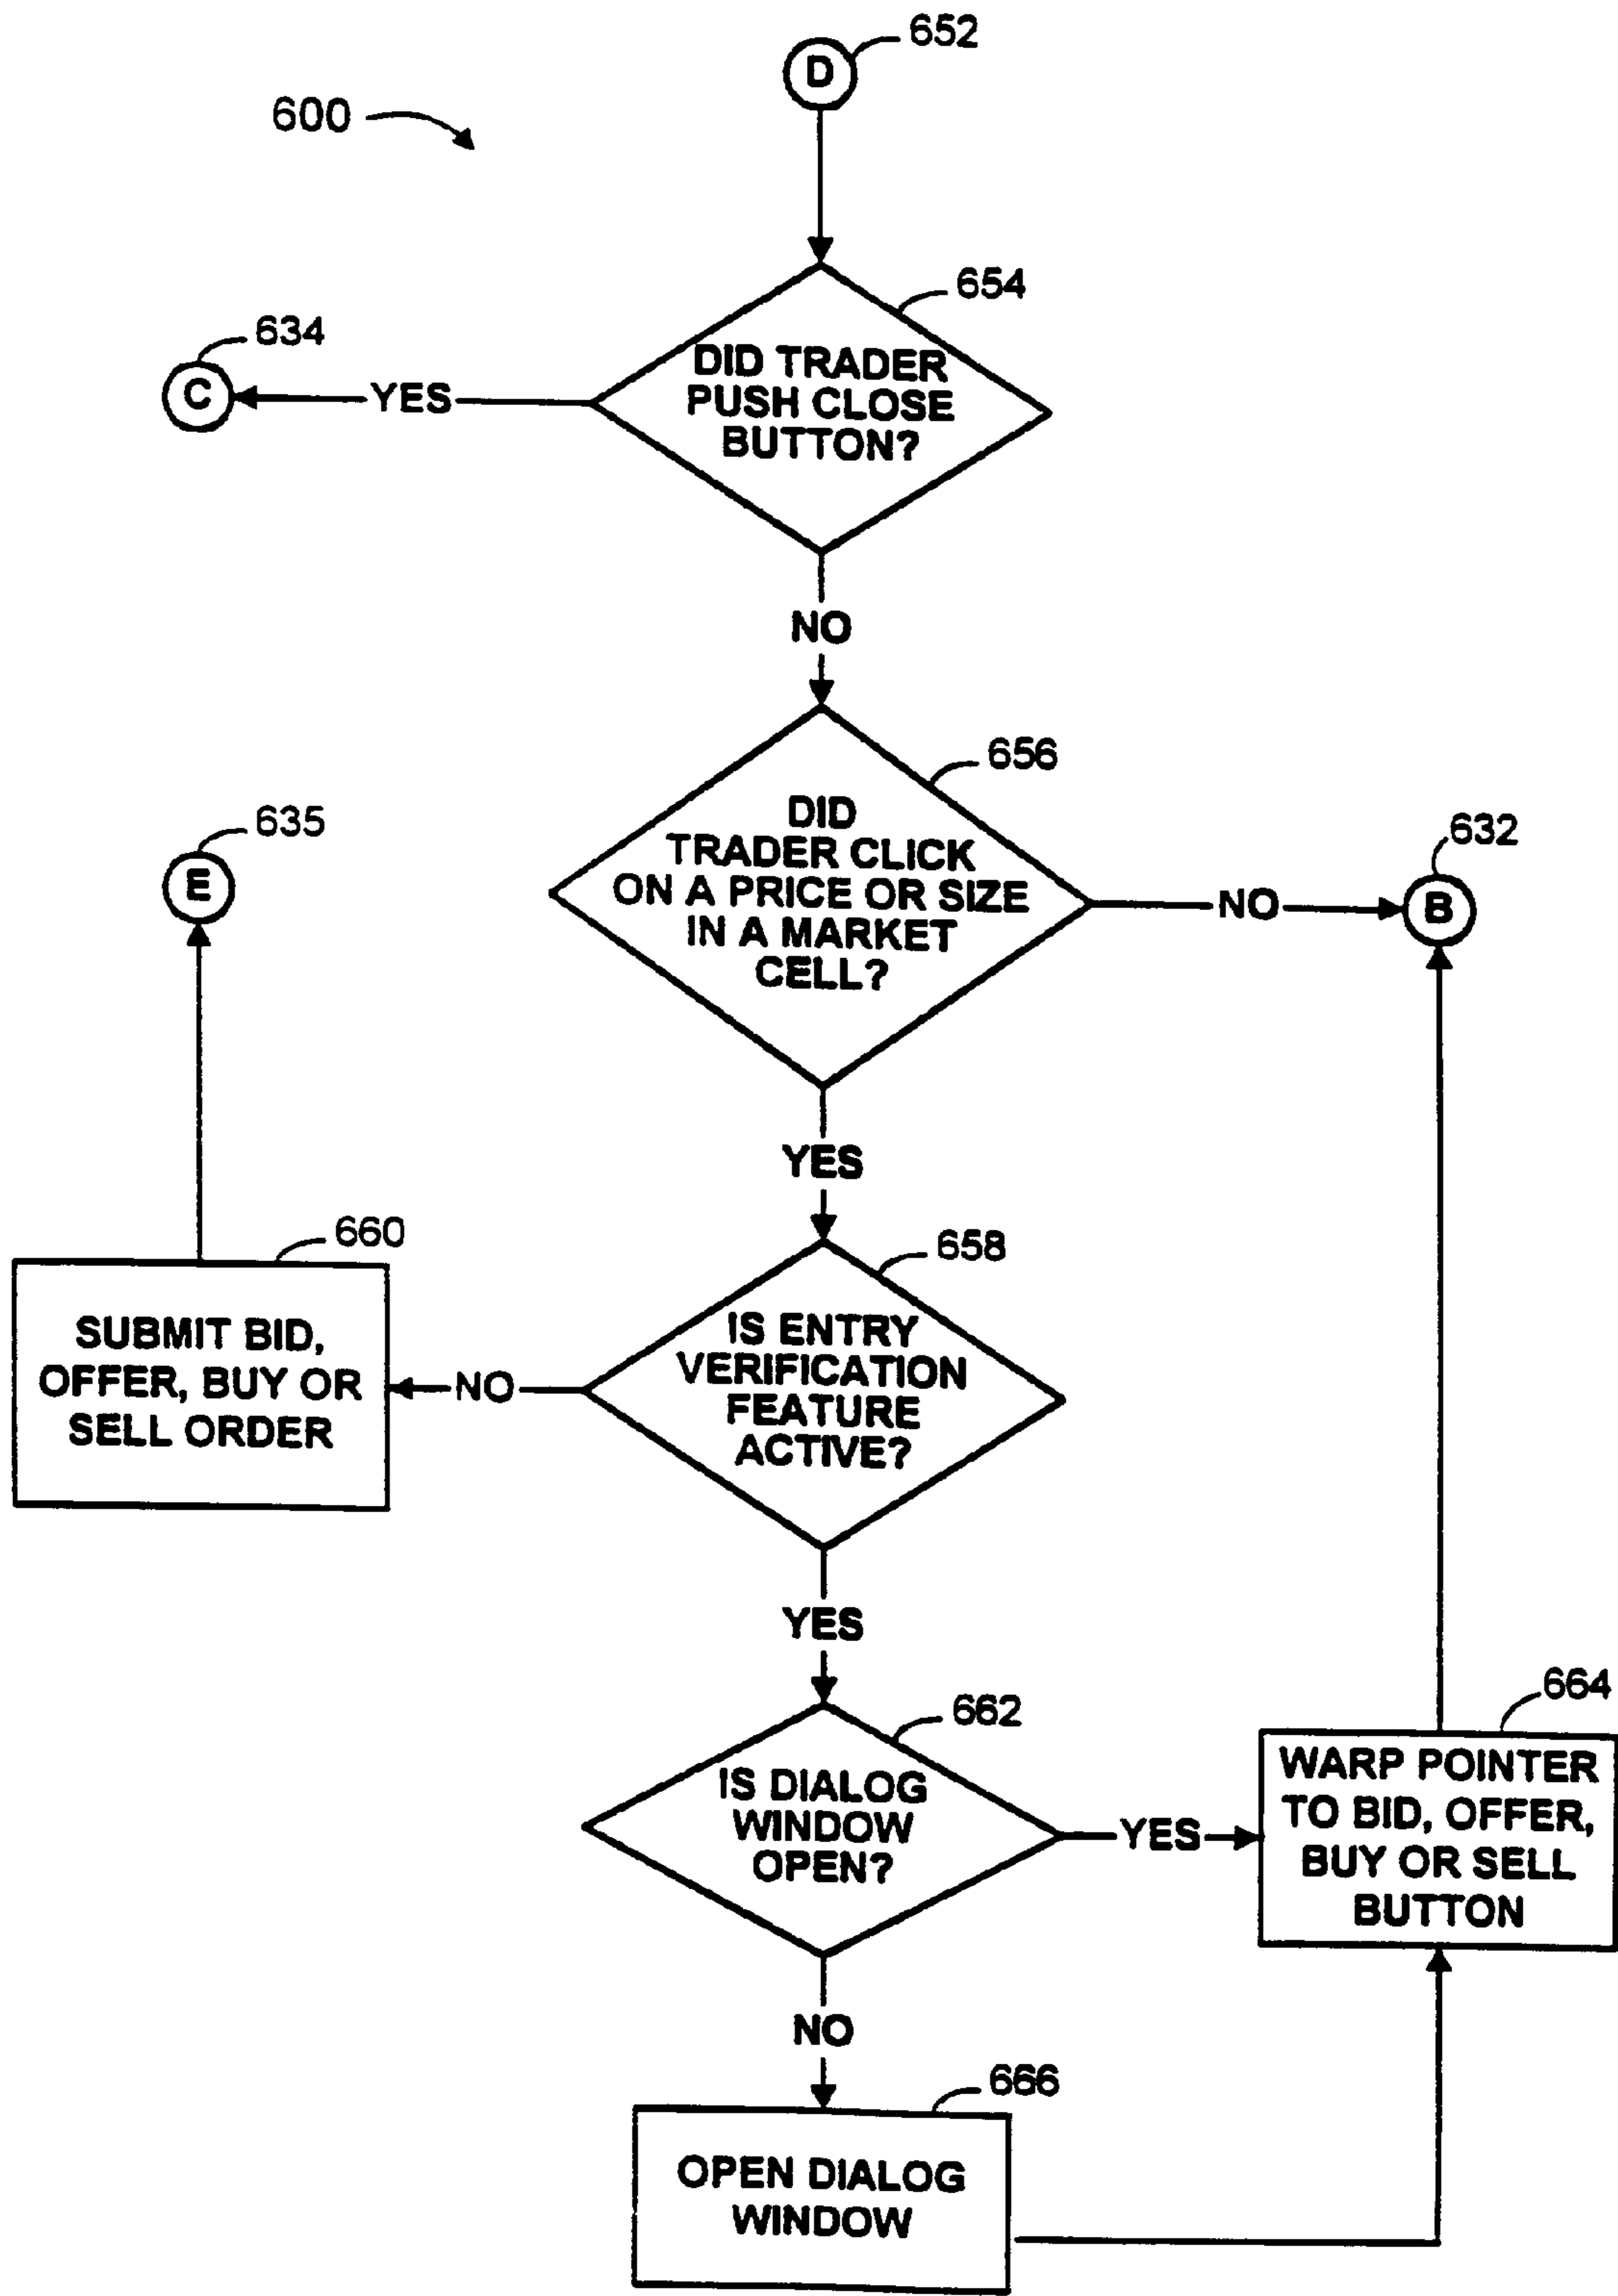 652
D
600
654
DID TRADER
PUSH CLOSE
BUTTON?
634
C
YES
NO
656
DID
TRADER CLICK
ON A PRICE OR SIZE
IN A MARKET
CELL?
635
E
NO
632
B
YES
660
SUBMIT BID,
OFFER, BUY OR
SELL ORDER
NO
658
IS ENTRY
VERIFICATION
FEATURE
ACTIVE?
YES
662
IS DIALOG
WINDOW
OPEN?
YES
664
WARP POINTER
TO BID, OFFER,
BUY OR SELL
BUTTON
NO
666
OPEN DIALOG
WINDOW